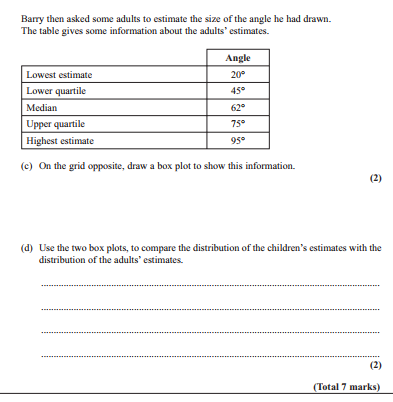 Barry then asked some adults to estimate the size of the angle he had drawn.
The table gives some information about the adults' estimates.
Angle
Lowest estimate 20°
Lower quartile 45°
Median 62°
Upper quartile 75°
Highest estimate 95°
(c) On the grid opposite, draw a box plot to show this information.
(2)
(d) Use the two box plots, to compare the distribution of the children's estimates with the
distribution of the adults' estimates.
(2)
(Total 7 marks)